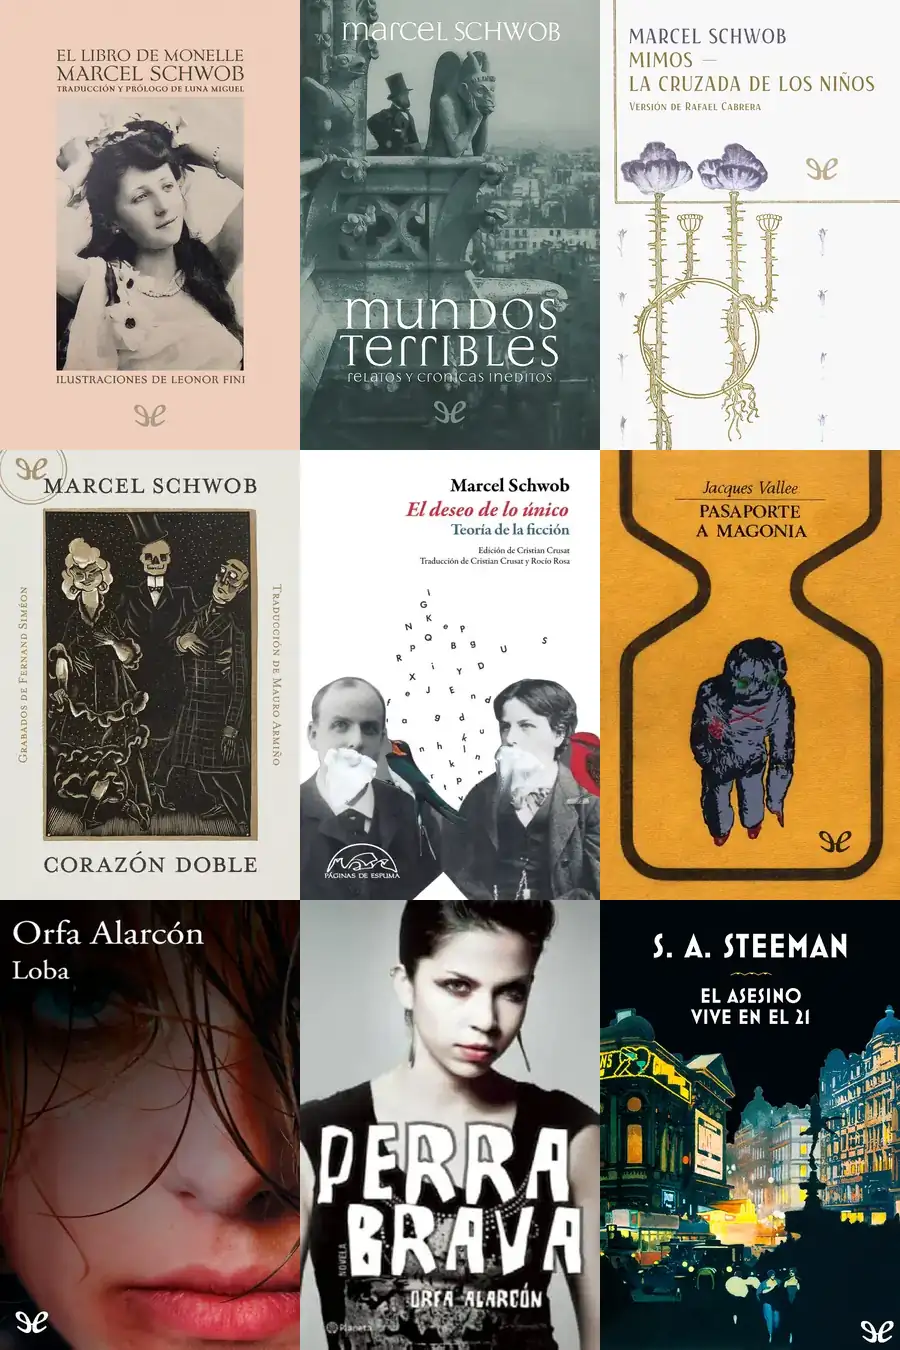 EL LIBRO DE MONELLE
MARCEL SCHWOB
TRADUCCIÓN Y PRÓLOGO DE LUNA MIGUEL
ILUSTRACIONES DE LEONOR FINI
MARCEL SCHWOB
MUNDOS
TERRIBLES
RELATOS Y CRÓNICAS INÉDITOS
MARCEL SCHWOB
MIMOS —
LA CRUZADA DE LOS NIÑOS
VERSIÓN DE RAFAEL CABRERA
MARCEL SCHWOB
GRABADOS DE FERNAND SIMÉON
TRADUCCIÓN DE MAURO ARMIÑO
CORAZÓN DOBLE
Marcel Schwob
El deseo de lo único
Teoría de la ficción
Edición de Cristian Crusat
Traducción de Cristian Crusat y Rocío Rosa
PÁGINAS DE ESPUMA
Jacques Vallee
PASAPORTE
A MAGONIA
Orfa Alarcón
Loba
PERRA
BRAVA
NOVELA
ORFA ALARCÓN
Planeta
S. A. STEEMAN
EL ASESINO
VIVE EN EL 21